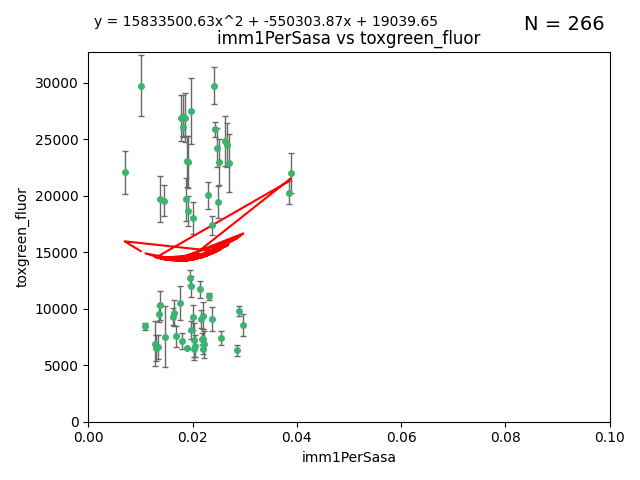 y = 15833500.63x^2 + -550303.87x + 19039.65
N = 266
imm1PerSasa vs toxgreen_fluor
toxgreen_fluor
30000
25000
20000
15000
10000
5000
0
0.00 0.02 0.04 0.06 0.08 0.10
imm1PerSasa